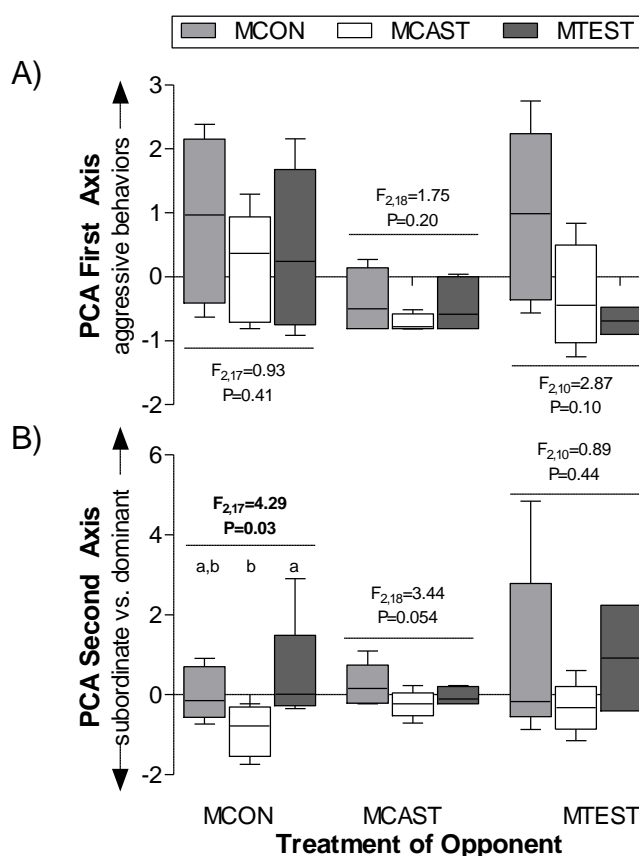 MCON MCAST MTEST
A)
PCA First Axis
aggressive behaviors
3
2
1
0
-1
-2
F2,18=1.75
P=0.20
F2,17=0.93
P=0.41
F2,10=2.87
P=0.10
B)
PCA Second Axis
subordinate vs. dominant
6
4
2
0
-2
F2,10=0.89
P=0.44
F2,17=4.29
P=0.03
a,b b a
F2,18=3.44
P=0.054
MCON MCAST MTEST
Treatment of Opponent